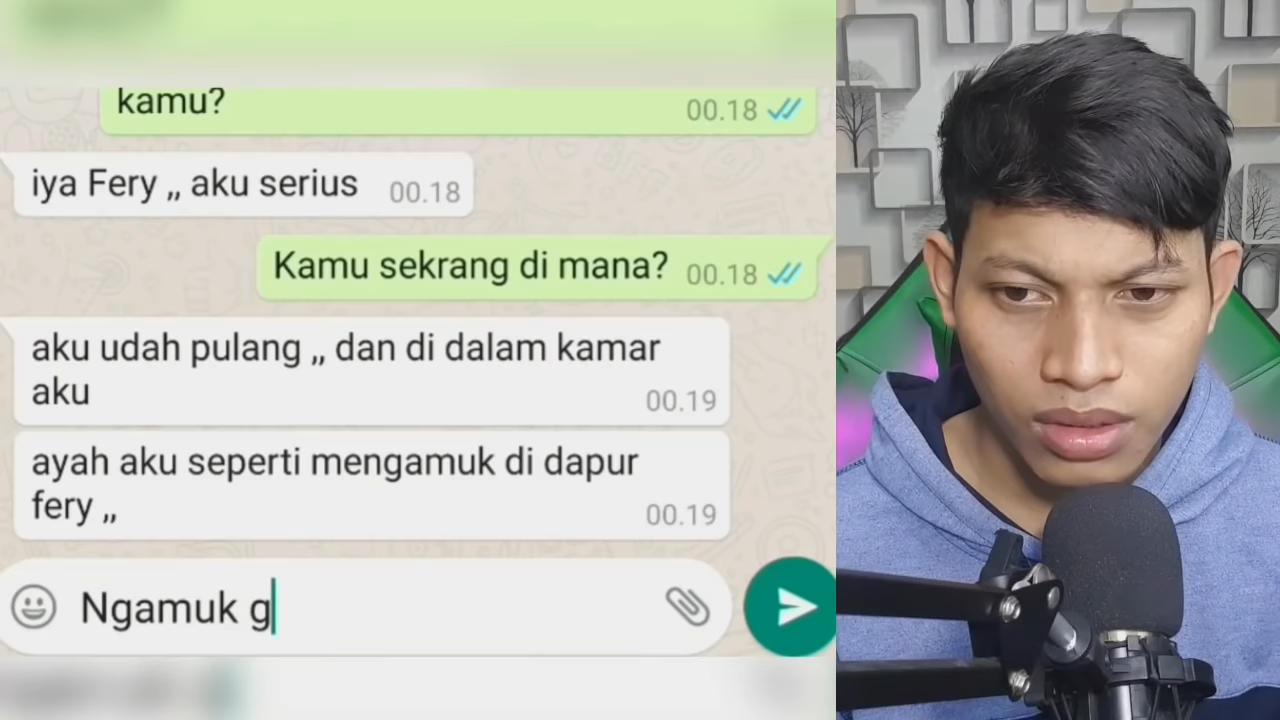 kamu?
00.18
iya Fery ,, aku serius
00.18
Kamu sekrang di mana?
00.18
aku udah pulang ,, dan di dalam kamar
aku
00.19
ayah aku seperti mengamuk di dapur
fery ,,
00.19
Ngamuk g